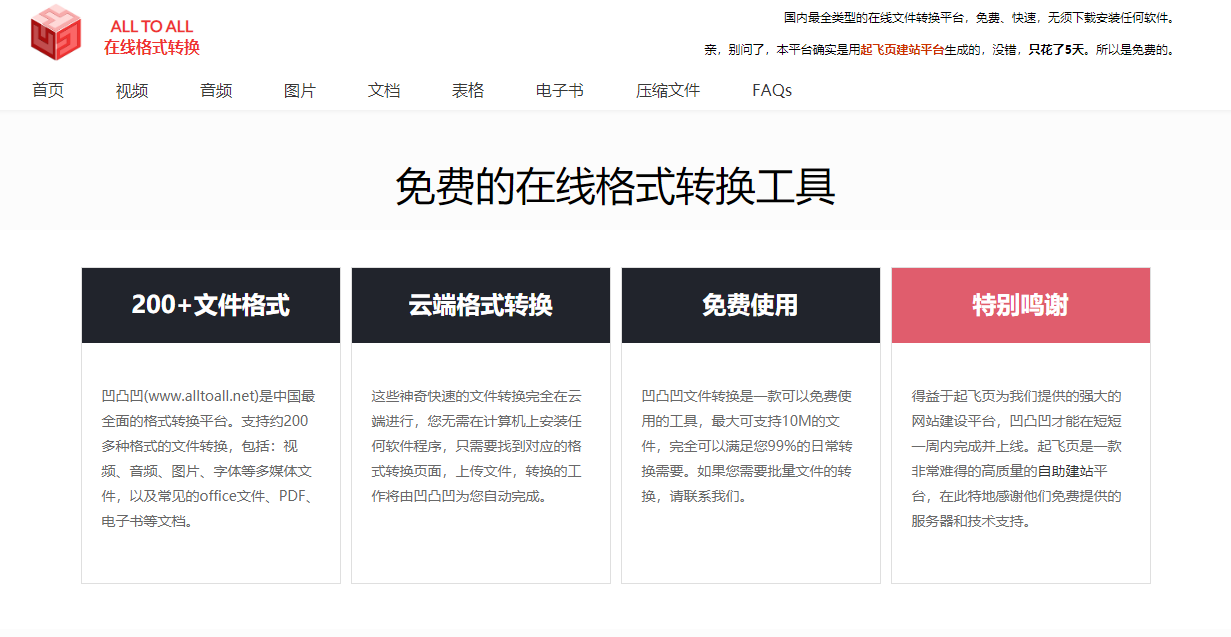 ALL TO ALL
在线格式转换
国内最全类型的在线文件转换平台，免费、快速，无须下载安装任何软件。
亲，别问了，本平台确实是用起飞页建站平台生成的，没错，只花了5天。所以是免费的。
首页 视频 音频 图片 文档 表格 电子书 压缩文件 FAQs
免费的在线格式转换工具
200+文件格式
凹凸凹(www.alltoall.net)是中国最
全面的格式转换平台。支持约200
多种格式的文件转换，包括：视
频、音频、图片、字体等多媒体文
件，以及常见的office文件、PDF、
电子书等文档。
云端格式转换
这些神奇快速的文件转换完全在云
端进行，您无需在计算机上安装任
何软件程序，只需要找到对应的格
式转换页面，上传文件，转换的工
作将由凹凸凹为您自动完成。
免费使用
凹凸凹文件转换是一款可以免费使
用的工具，最大可支持10M的文
件，完全可以满足您99%的日常转
换需要。如果您需要批量文件的转
换，请联系我们。
特别鸣谢
得益于起飞页为我们提供的强大的
网站建设平台，凹凸凹才能在短短
一周内完成并上线。起飞页是一款
非常难得的高质量的自助建站平
台，在此特地感谢他们免费提供的
服务器和技术支持。